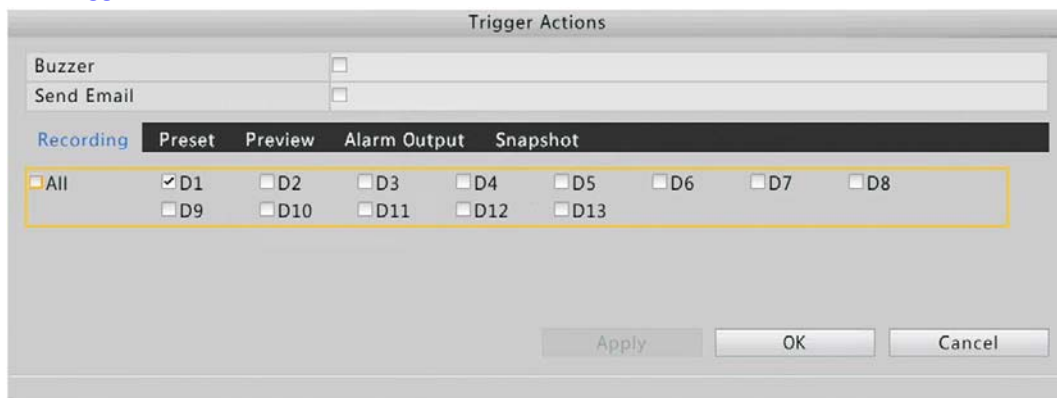 Trigger Actions
Buzzer
Send Email
Recording Preset Preview Alarm Output Snapshot
All D1 D2 D3 D4 D5 D6 D7 D8
D9 D10 D11 D12 D13
Apply OK Cancel